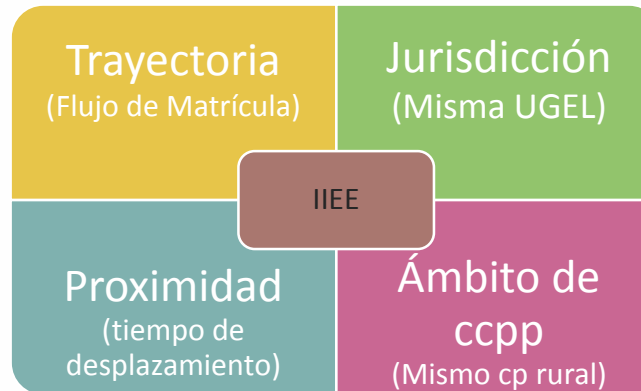 Trayectoria
(Flujo de Matrícula)
Jurisdicción
(Misma UGEL)
IIEE
Proximidad
(tiempo de
desplazamiento)
Ámbito de
ccpp
(Mismo cp rural)